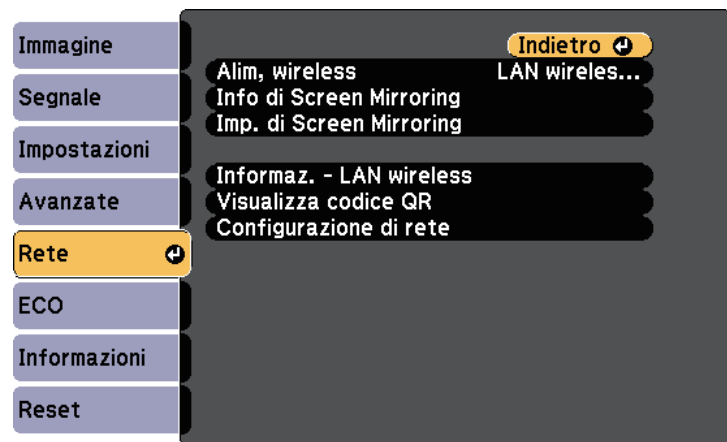 Immagine
Segnale
Impostazioni
Avanzate
Rete
ECO
Informazioni
Reset
Indietro
Alim, wireless LAN wireles...
Info di Screen Mirroring
Imp. di Screen Mirroring
Informaz. - LAN wireless
Visualizza codice QR
Configurazione di rete